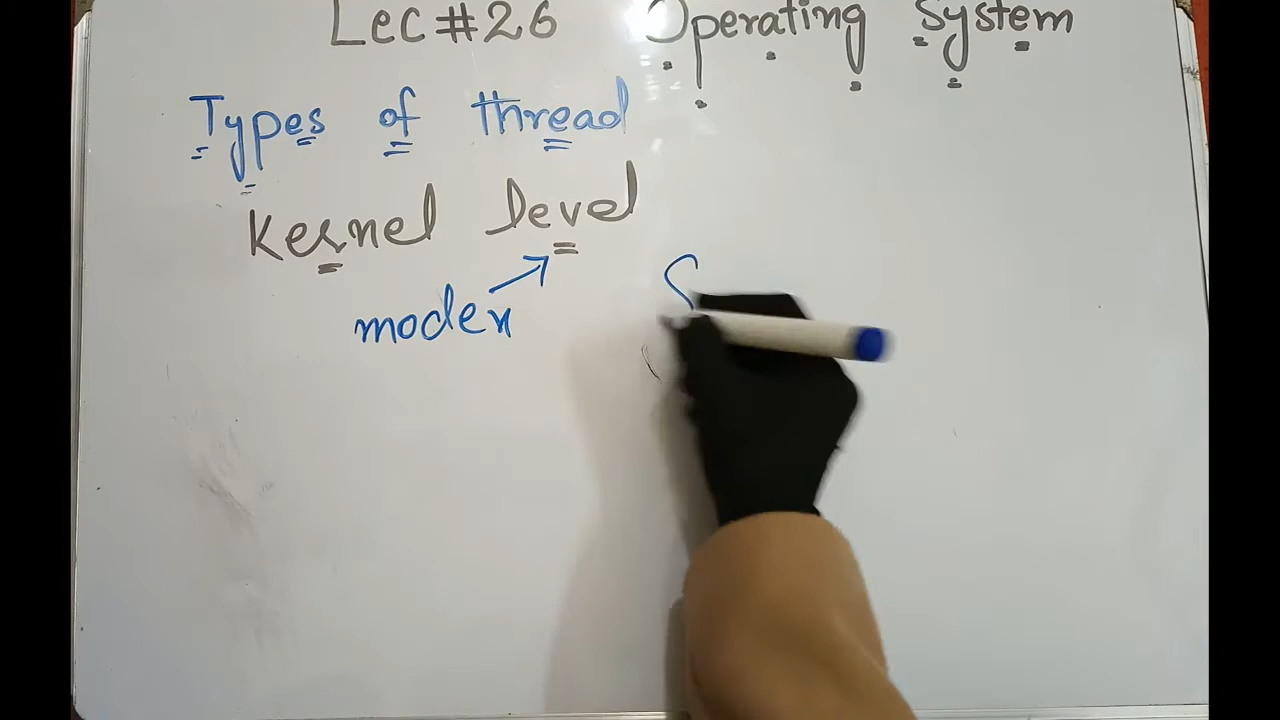 Lec #26 Operating System
Types of thread
Kernel level
modern
S